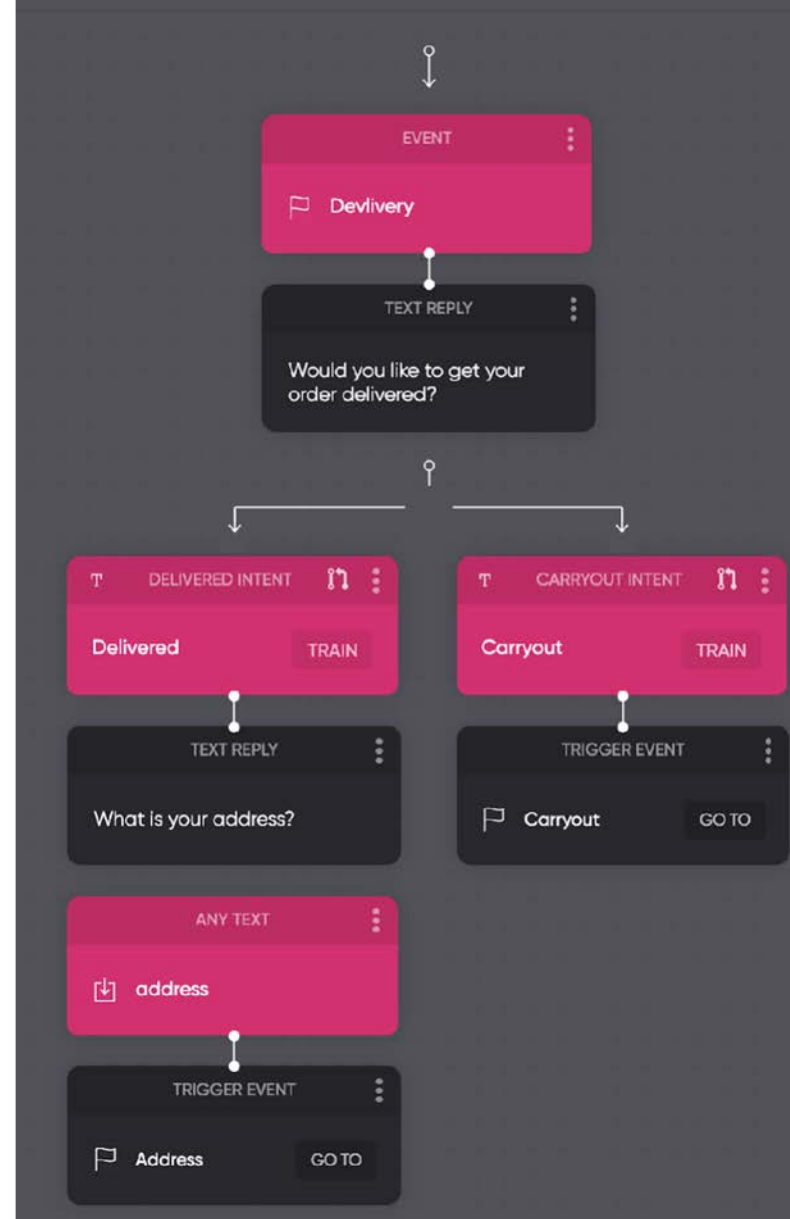 EVENT
Devlivery
TEXT REPLY
Would you like to get your
order delivered?
T DELIVERED INTENT
Delivered TRAIN
TEXT REPLY
What is your address?
ANY TEXT
address
TRIGGER EVENT
Address GO TO
T CARRYOUT INTENT
Carryout TRAIN
TRIGGER EVENT
Carryout GO TO